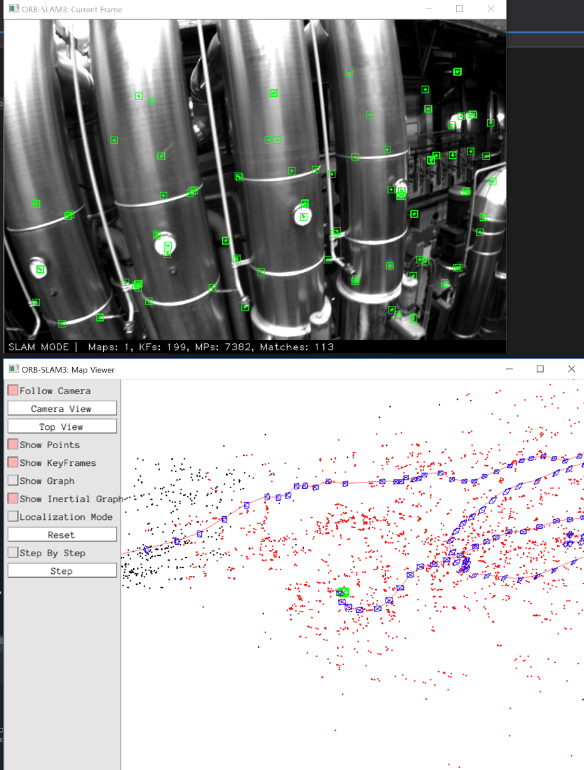 ORB-SLAM3: Current Frame
SLAM MODE | Maps: 1, KFs: 199, MPs: 7382, Matches: 113
ORB-SLAM3: Map Viewer
Follow Camera
Camera View
Top View
Show Points
Show KeyFrames
Show Graph
Show Inertial Graph
Localization Mode
Reset
Step By Step
Step